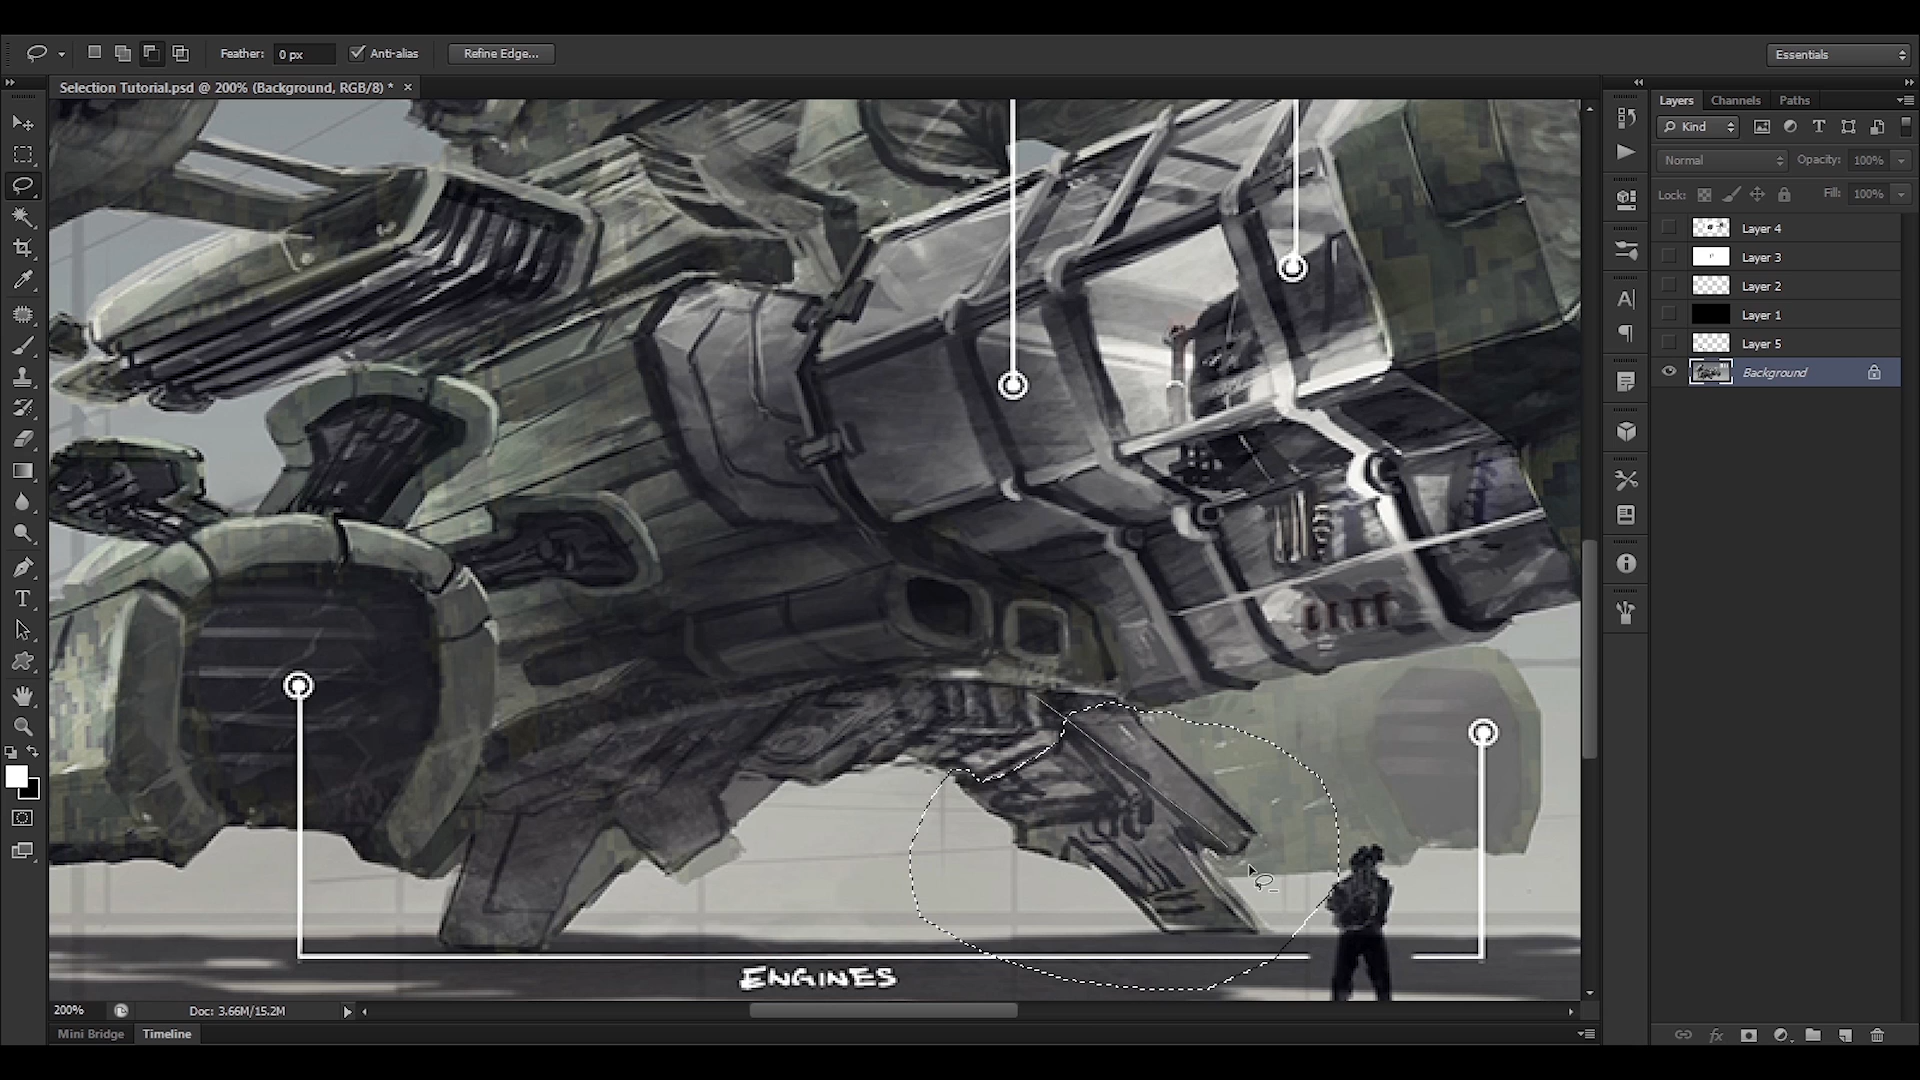 Feather: 0 px Anti-alias Refine Edge... Essentials
Selection Tutorial.psd @ 200% (Background, RGB/8) * ×
Layers Channels Paths
Kind
Normal Opacity: 100%
Lock: Fill: 100%
Layer 4
Layer 3
Layer 2
Layer 1
Layer 5
Background
ENGINES
200% Doc: 3.66M/15.2M
Mini Bridge Timeline